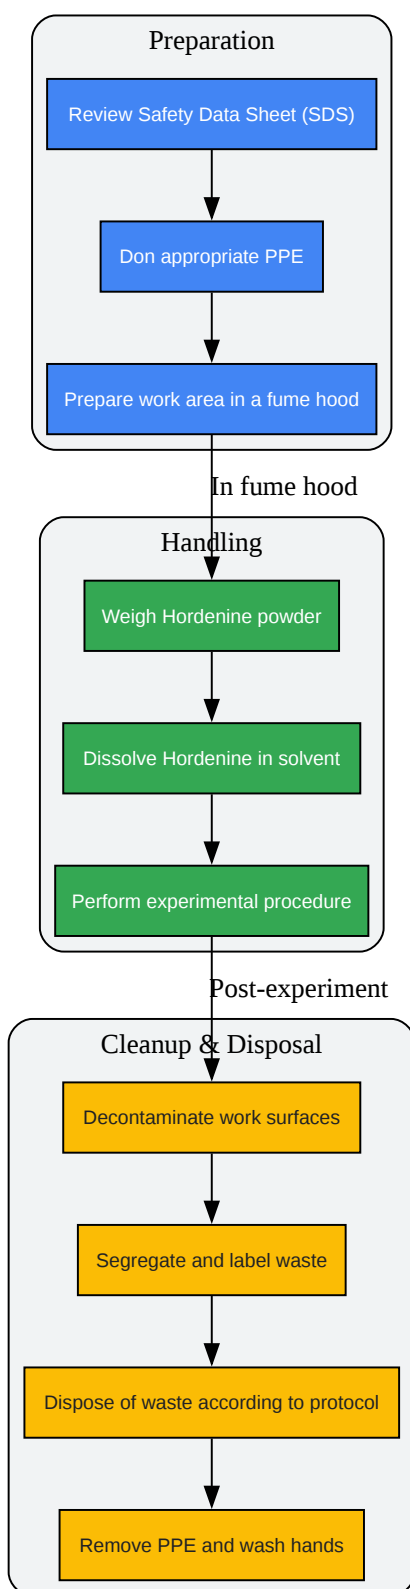 Preparation
Review Safety Data Sheet (SDS)
Don appropriate PPE
Prepare work area in a fume hood
In fume hood
Handling
Weigh Hordenine powder
Dissolve Hordenine in solvent
Perform experimental procedure
Post-experiment
Cleanup & Disposal
Decontaminate work surfaces
Segregate and label waste
Dispose of waste according to protocol
Remove PPE and wash hands